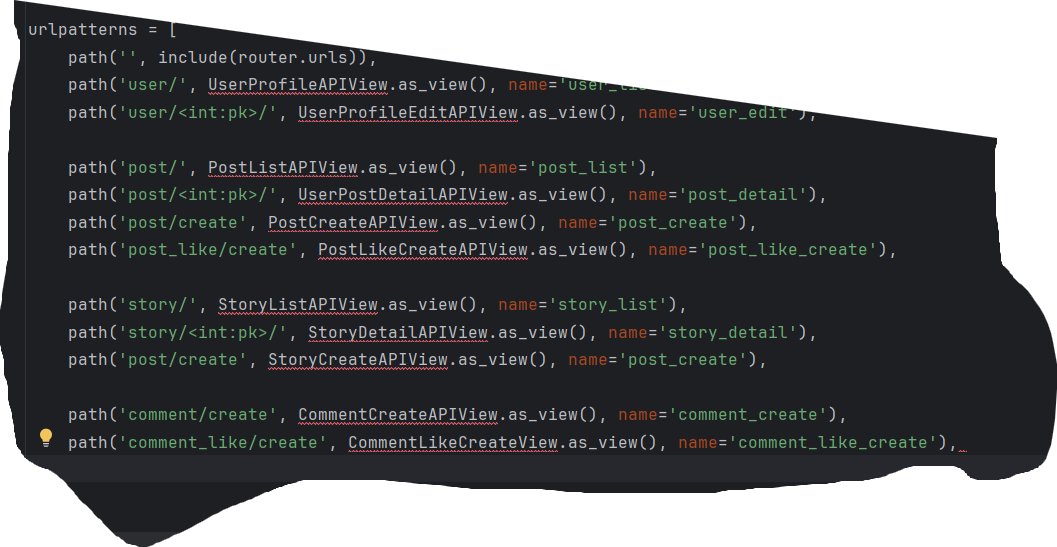 urlpatterns = [
    path('', include(router.urls)),
    path('user/', UserProfileAPIView.as_view(), name='user_
    path('user/<int:pk>/', UserProfileEditAPIView.as_view(), name='user_edit'),
    path('post/', PostListAPIView.as_view(), name='post_list'),
    path('post/<int:pk>/', UserPostDetailAPIView.as_view(), name='post_detail'),
    path('post/create', PostCreateAPIView.as_view(), name='post_create'),
    path('post_like/create', PostLikeCreateAPIView.as_view(), name='post_like_create'),
    path('story/', StoryListAPIView.as_view(), name='story_list'),
    path('story/<int:pk>/', StoryDetailAPIView.as_view(), name='story_detail'),
    path('post/create', StoryCreateAPIView.as_view(), name='post_create'),
    path('comment/create', CommentCreateAPIView.as_view(), name='comment_create'),
    path('comment_like/create', CommentLikeCreateView.as_view(), name='comment_like_create'),